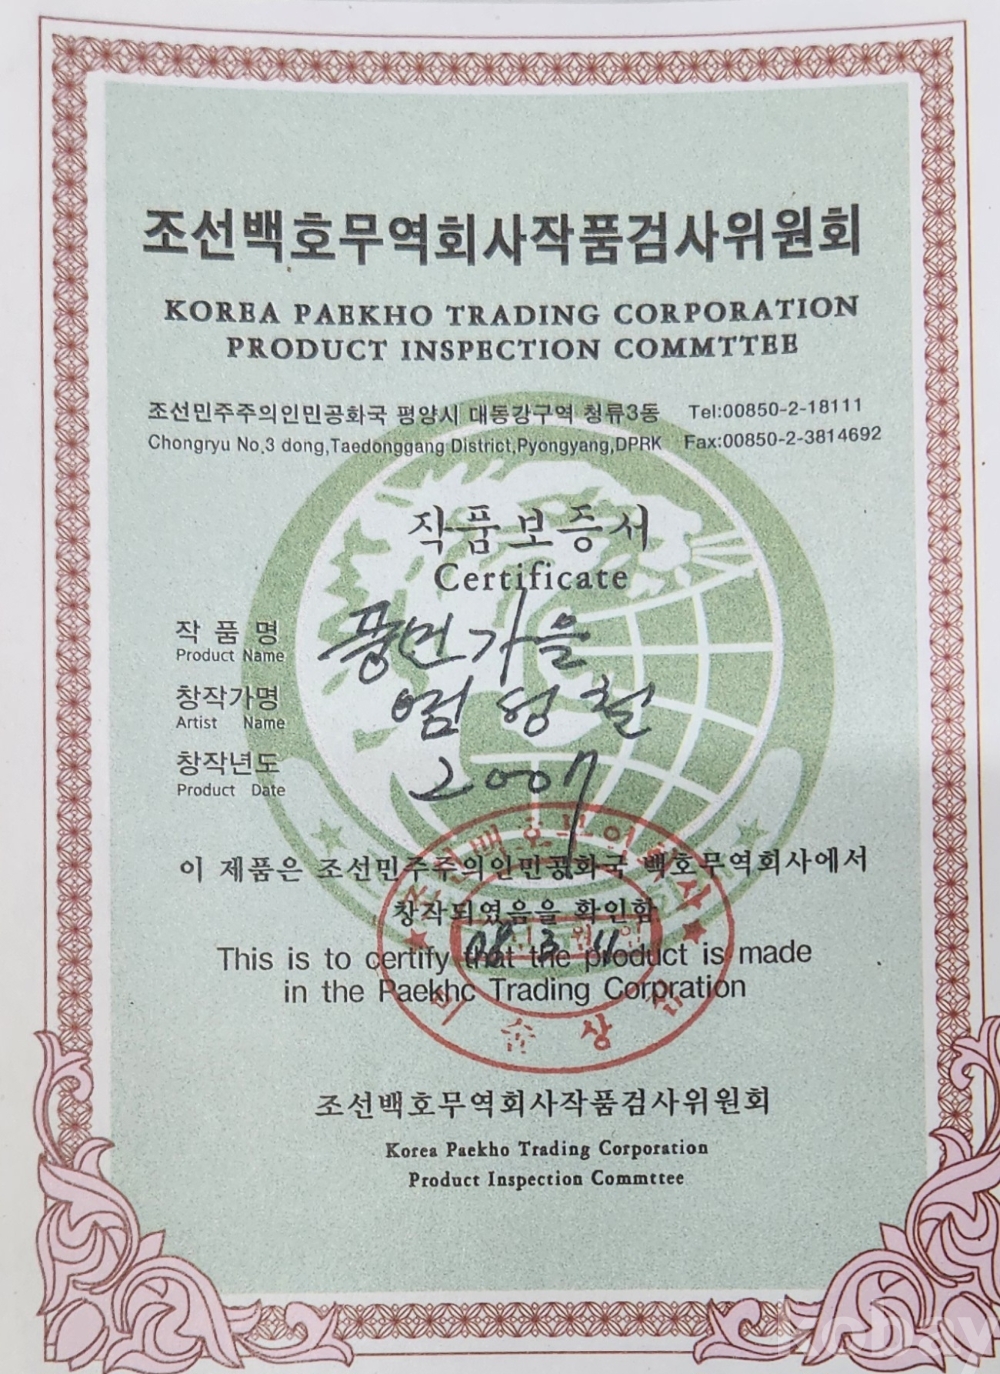 조선백호무역회사작품검사위원회
KOREA PAEKHO TRADING CORPORATION
PRODUCT INSPECTION COMMTTEE
조선민주주의인민공화국 평양시 대동강구역 청류3동 Tel:00850-2-18111
Chongryu No.3 dong,Taedonggang District,Pyongyang,DPRK Fax:00850-2-3814692
작품보증서
Certificate
작품명 풍년가을
Product Name
창작가명 엄성철
Artist Name
창작년도 2007
Product Date
이 제품은 조선민주주의인민공화국 백호무역회사에서
창작되였음을 확인함
08. 3. 4
This is to certify that the product is made
in the Paekho Trading Corpration
조선백호무역회사작품검사위원회
Korea Paekho Trading Corporation
Product Inspection Commttee